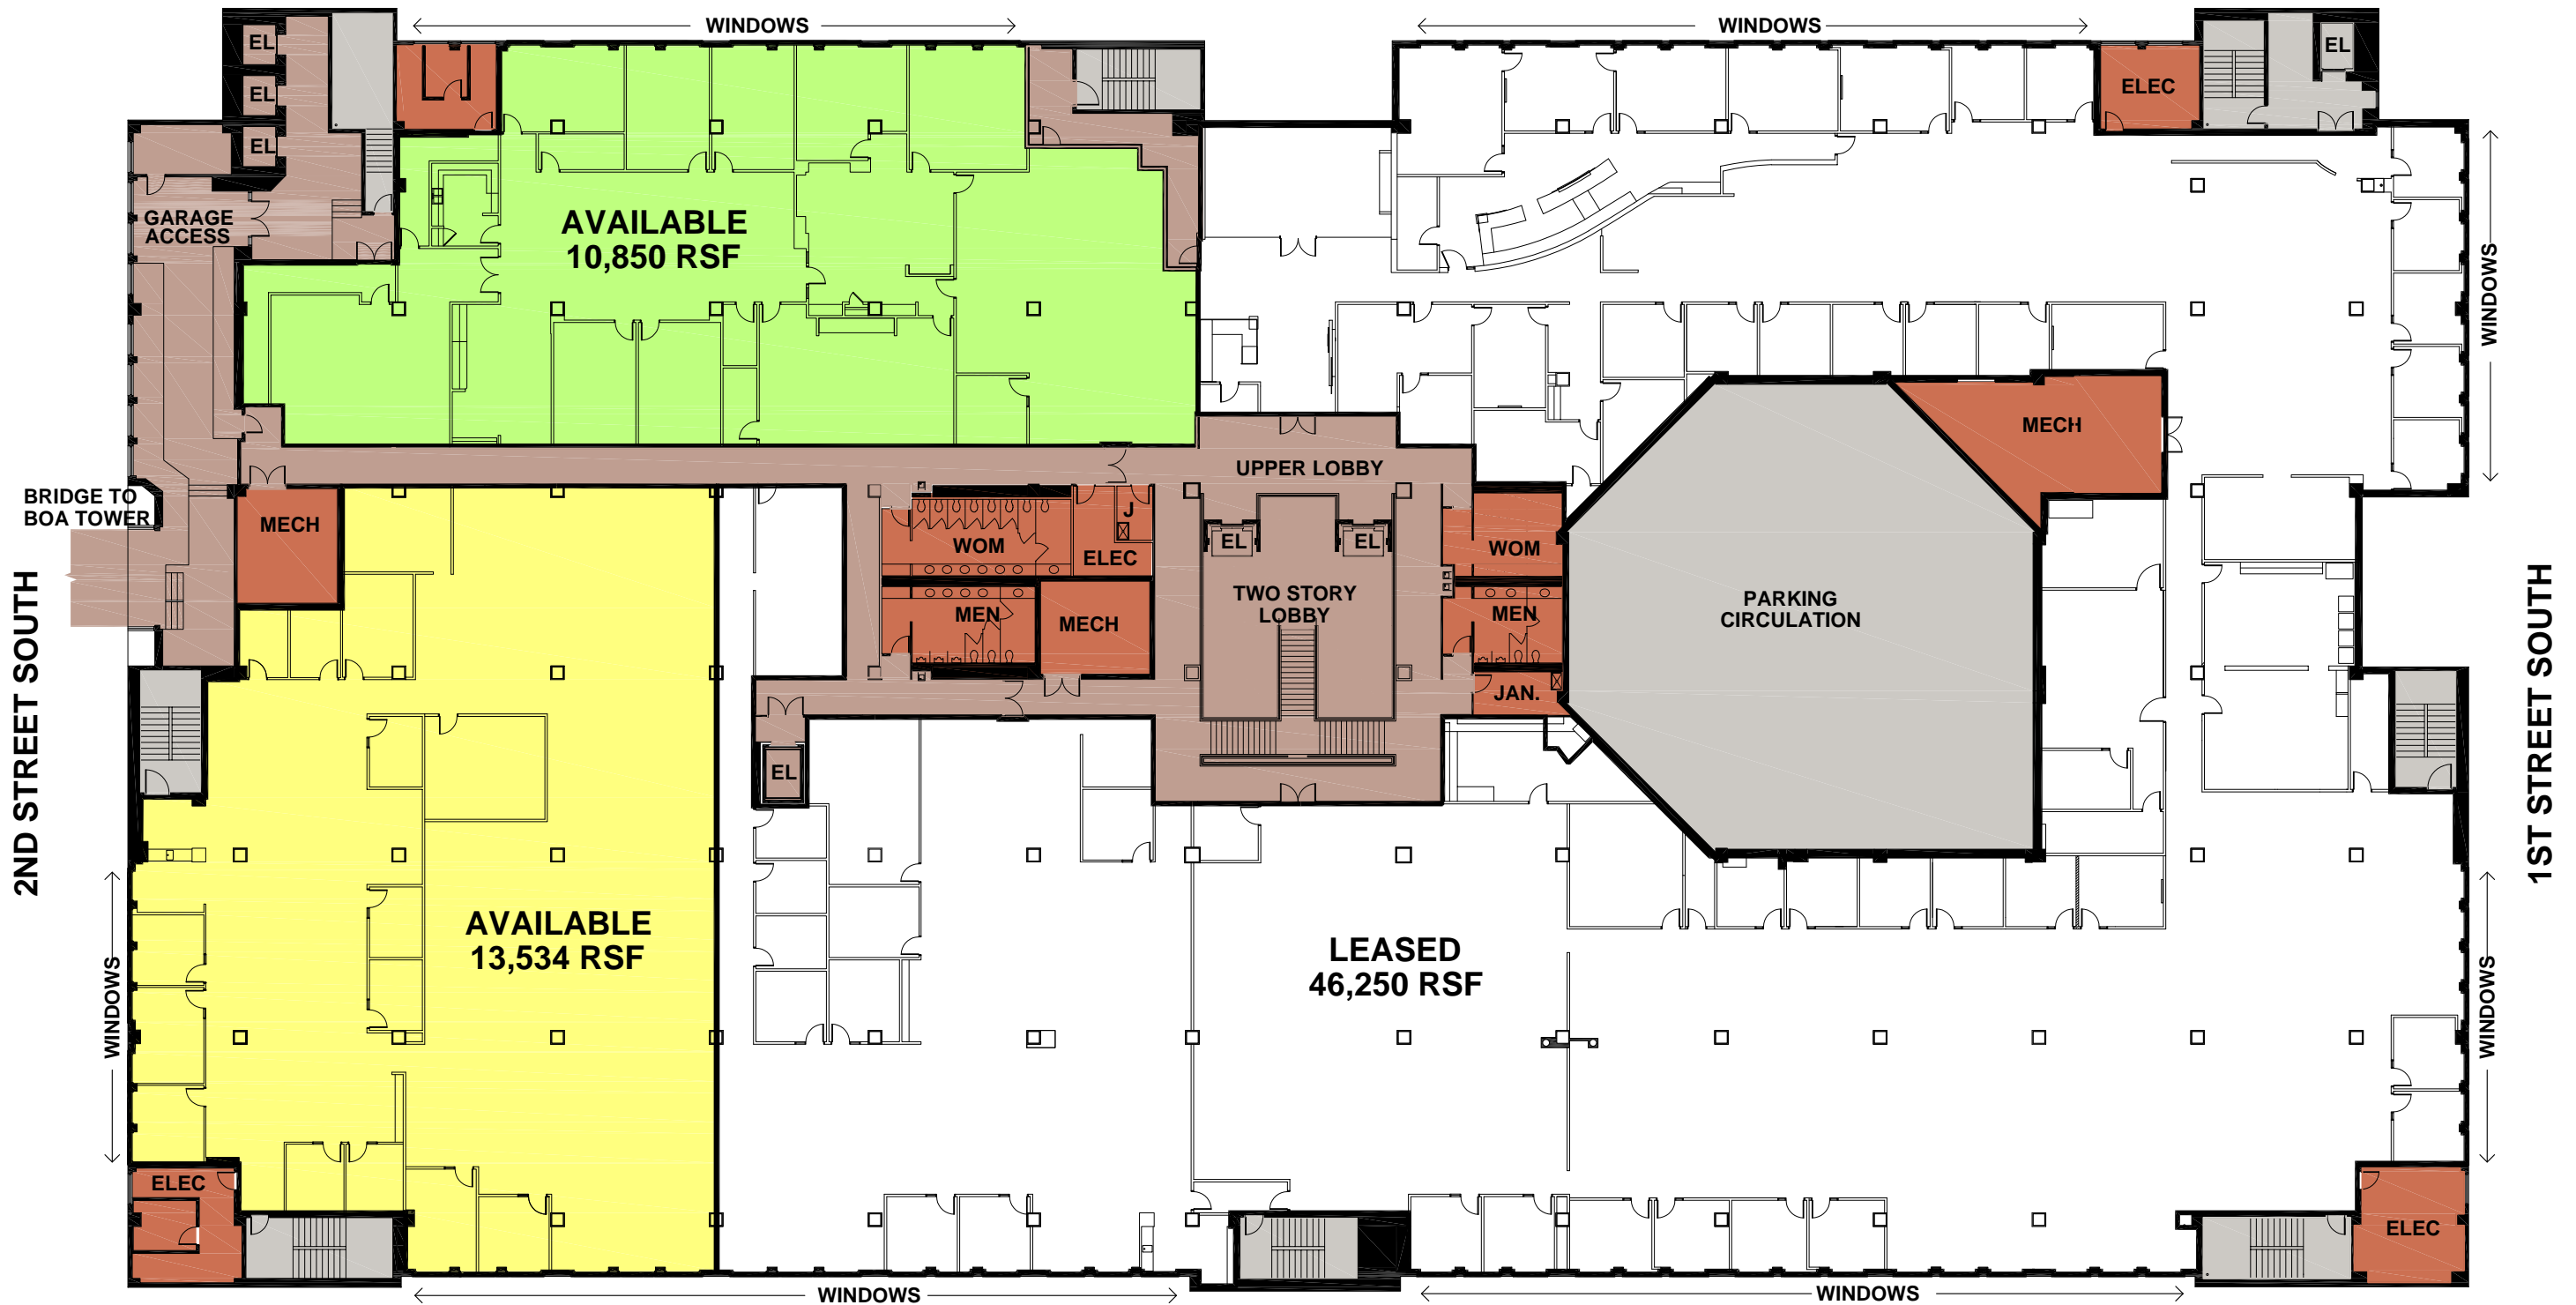 WINDOWS
WINDOWS
EL
EL
EL
EL
ELEC
GARAGE
ACCESS
AVAILABLE
10,850 RSF
WINDOWS
MECH
UPPER LOBBY
BRIDGE TO
BOA TOWER
MECH
J
WOM
ELEC
EL
EL
WOM
2ND STREET SOUTH
MEN
MECH
TWO STORY
LOBBY
MEN
PARKING
CIRCULATION
1ST STREET SOUTH
JAN.
EL
AVAILABLE
13,534 RSF
LEASED
46,250 RSF
WINDOWS
WINDOWS
ELEC
ELEC
WINDOWS
WINDOWS